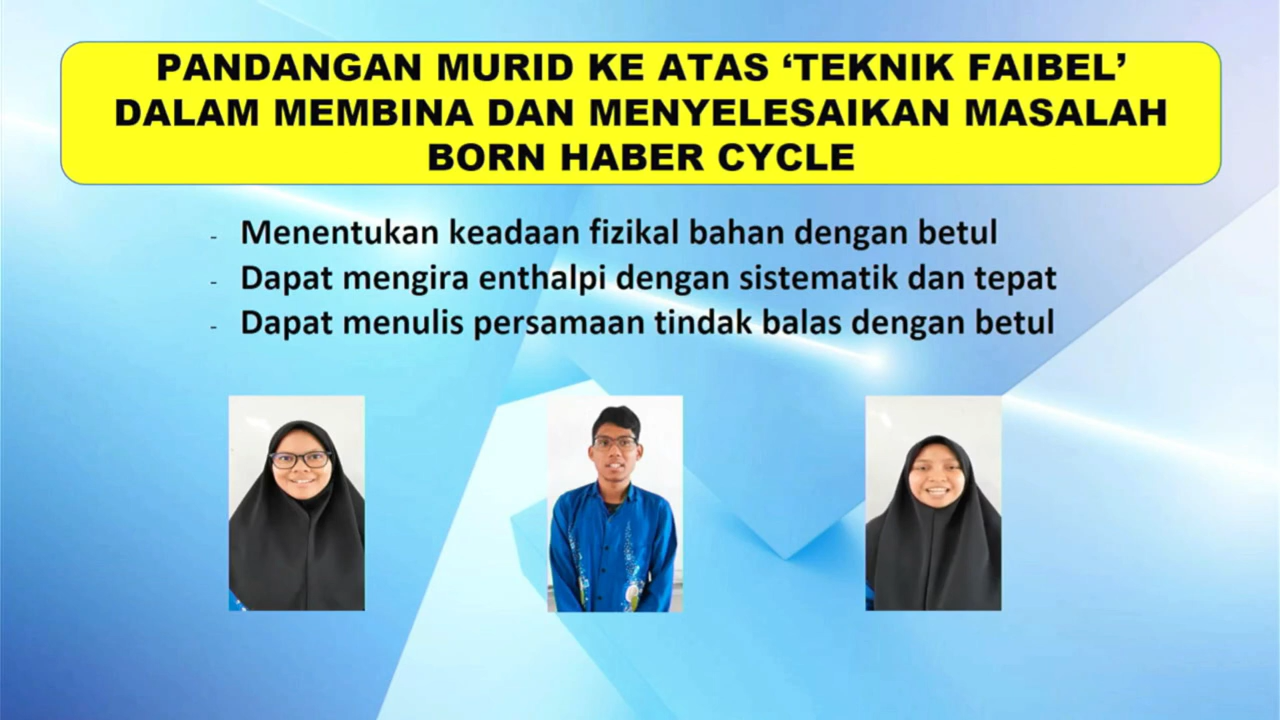 PANDANGAN MURID KE ATAS ‘TEKNIK FAIBEL’
DALAM MEMBINA DAN MENYELESAIKAN MASALAH
BORN HABER CYCLE
- Menentukan keadaan fizikal bahan dengan betul
- Dapat mengira enthalpi dengan sistematik dan tepat
- Dapat menulis persamaan tindak balas dengan betul